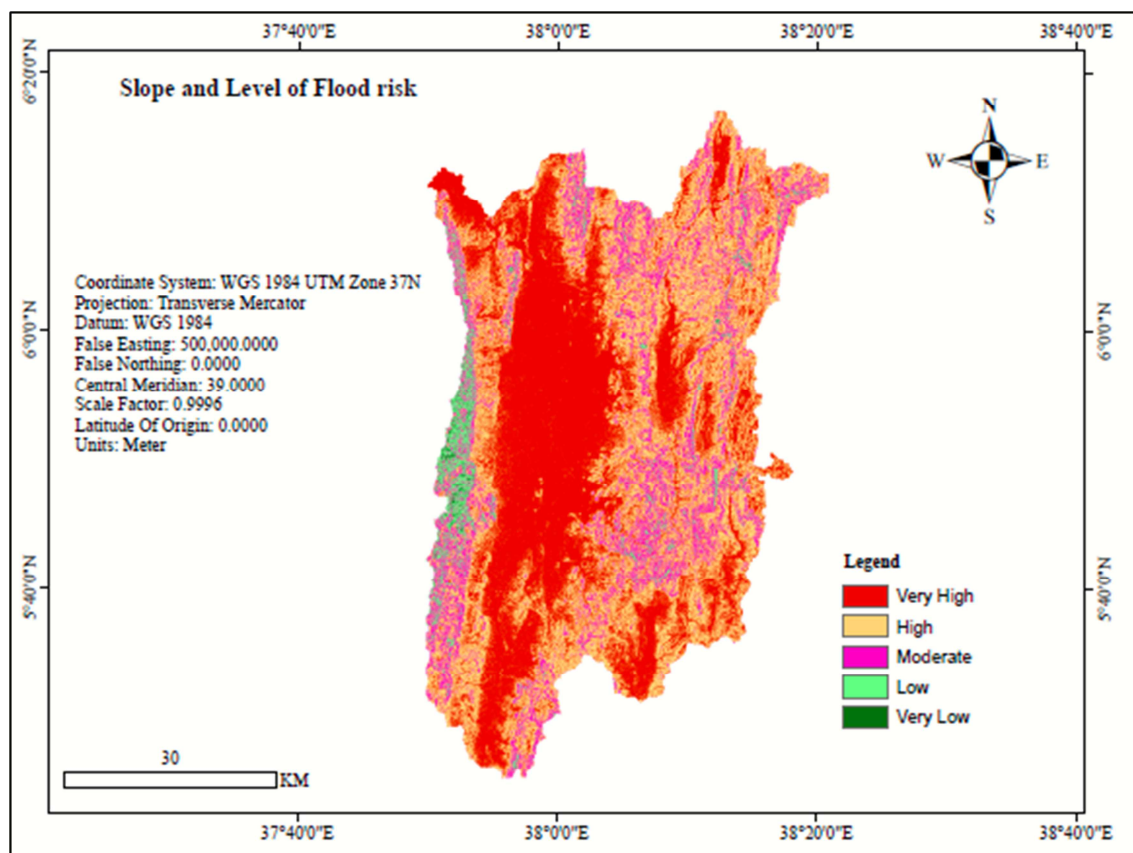 37°40'0"E 38°0'0"E 38°20'0"E 38°40'0"E
6°20'0"N
Slope and Level of Flood risk
N
W E
S
Coordinate System: WGS 1984 UTM Zone 37N
Projection: Transverse Mercator
Datum: WGS 1984
False Easting: 500,000.0000
False Northing: 0.0000
Central Meridian: 39.0000
Scale Factor: 0.9996
Latitude Of Origin: 0.0000
Units: Meter
6°0'0"N 6°0'0"N
Legend
Very High
High
Moderate
Low
Very Low
5°40'0"N 5°40'0"N
30
KM
37°40'0"E 38°0'0"E 38°20'0"E 38°40'0"E